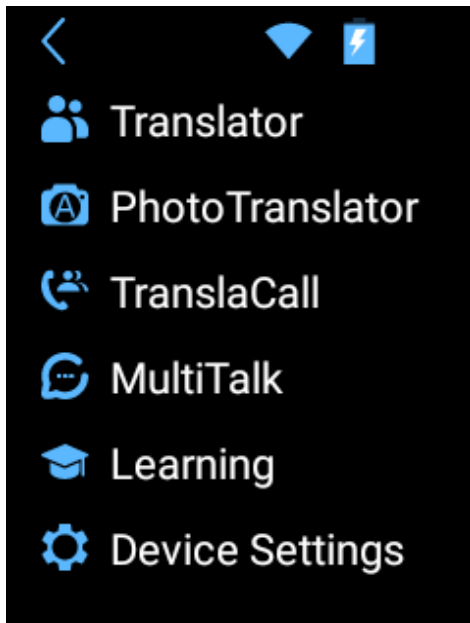 Translator
PhotoTranslator
TranslaCall
MultiTalk
Learning
Device Settings